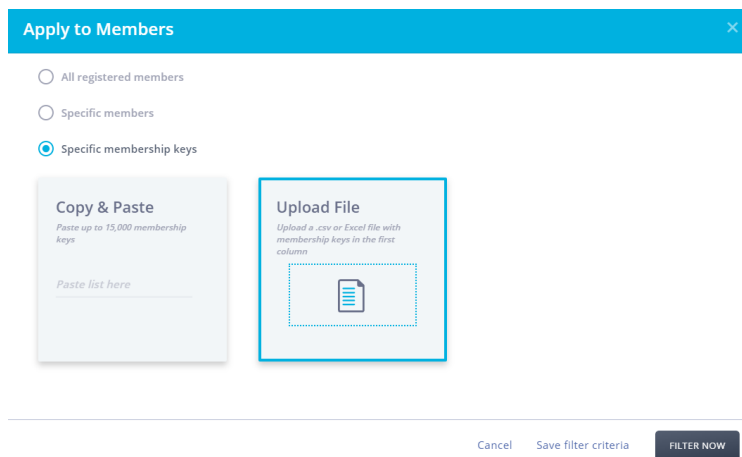 Apply to Members
All registered members
Specific members
Specific membership keys
Copy & Paste
Paste up to 15,000 membership
keys
Paste list here
Upload File
Upload a .csv or Excel file with
membership keys in the first
column
Cancel
Save filter criteria
FILTER NOW